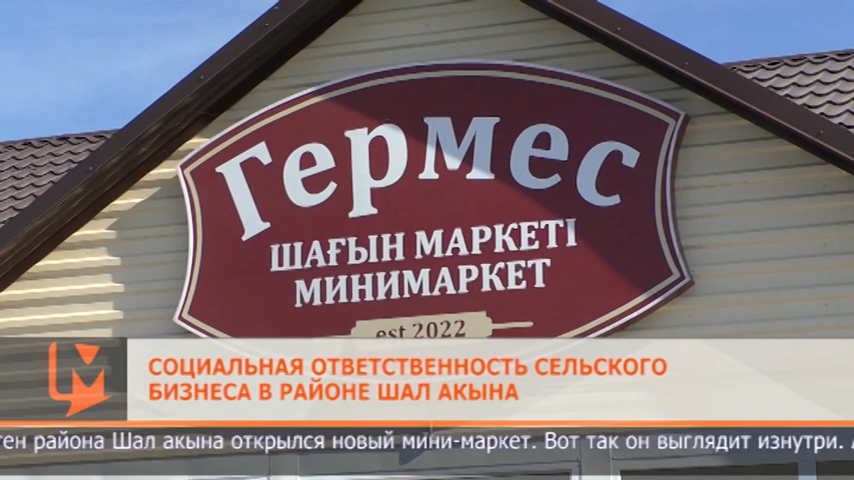 Гермес
ШАҒЫН МАРКЕТІ
МИНИМАРКЕТ
est 2022
СОЦИАЛЬНАЯ ОТВЕТСТВЕННОСТЬ СЕЛЬСКОГО
БИЗНЕСА В РАЙОНЕ ШАЛ АКЫНА
района Шал акына открылся новый мини-маркет. Вот так он выглядит изнутри.